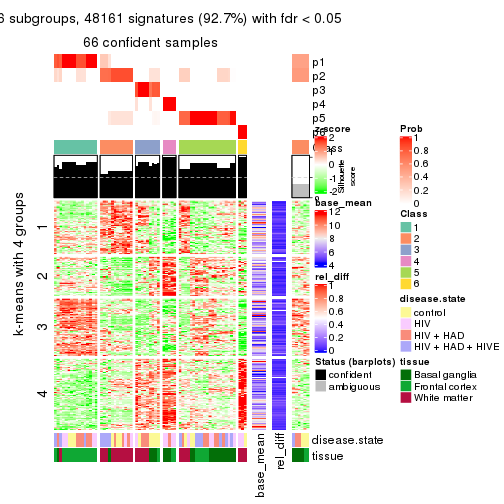 6 subgroups, 48161 signatures (92.7%) with fdr < 0.05
66 confident samples
p1
p2
p3
p4
p5
p6
Class
Silhouette
score
k-means with 4 groups
1
2
3
4
base_mean
rel_diff
disease.state
tissue
z-score
2
1
0
-1
-2
base_mean
12
10
8
6
4
rel_diff
1
0.8
0.6
0.4
0.2
0
Status (barplots)
confident
ambiguous
Prob
1
0.8
0.6
0.4
0.2
0
Class
1
2
3
4
5
6
disease.state
control
HIV
HIV + HAD
HIV + HAD + HIVE
tissue
Basal ganglia
Frontal cortex
White matter